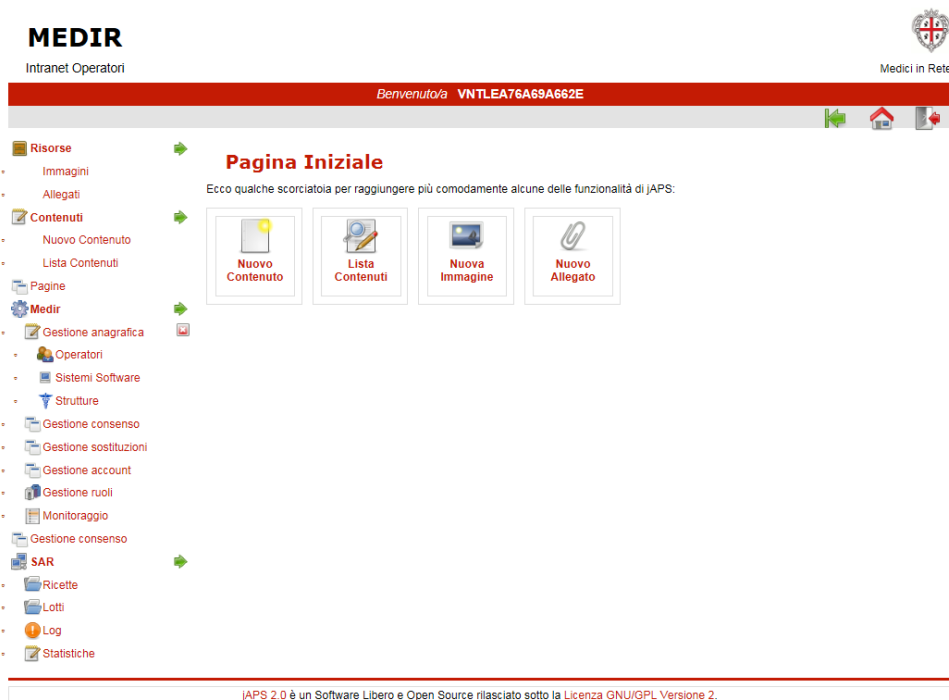 MEDIR
Intranet Operatori
Medici in Rete
Benvenuto/a VNTLEA76A69A662E
Risorse
Immagini
Allegati
Contenuti
Nuovo Contenuto
Lista Contenuti
Pagine
Medir
Gestione anagrafica
Operatori
Sistemi Software
Strutture
Gestione consenso
Gestione sostituzioni
Gestione account
Gestione ruoli
Monitoraggio
Gestione consenso
SAR
Ricette
Lotti
Log
Statistiche
Pagina Iniziale
Ecco qualche scorciatoia per raggiungere più comodamente alcune delle funzionalità di jAPS:
Nuovo
Contenuto
Lista
Contenuti
Nuova
Immagine
Nuovo
Allegato
jAPS 2.0 è un Software Libero e Open Source rilasciato sotto la Licenza GNU/GPL Versione 2.